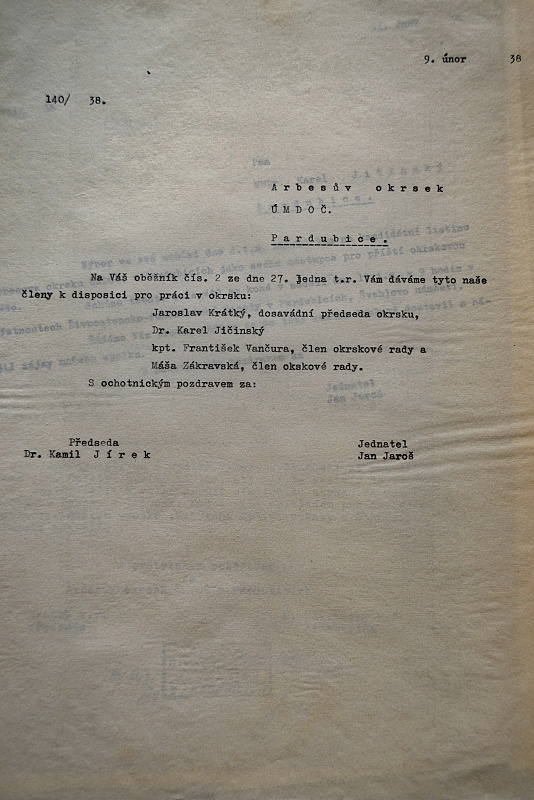 9. únor 38
140/ 38.
Arbesův okrsek
ÚMDOČ.
Pardubice.
Na Váš oběžník čís. 2 ze dne 27. ledna t.r. Vám dáváme tyto naše
členy k disposici pro práci v okrsku:
Jaroslav Krátký, dosavádní předseda okrsku,
Dr. Karel Jičinský
kpt. František Vančura, člen okrskové rady a
Máša Zákravská, člen okskové rady.
S ochotnickým pozdravem za:
Předseda
Dr. Kamil Jírek
Jednatel
Jan Jaroš